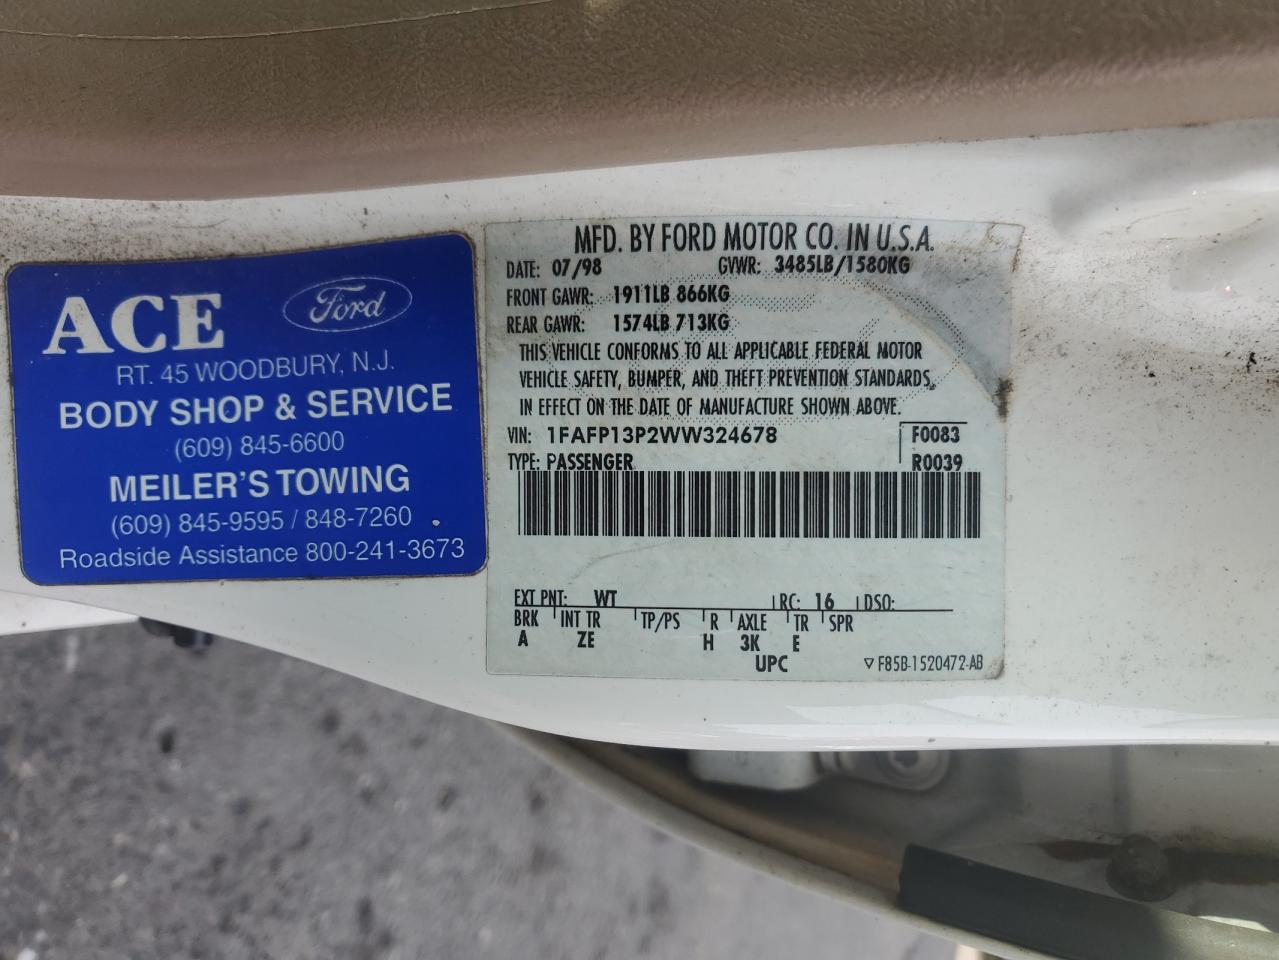 ACE
Ford
RT. 45 WOODBURY, N.J.
BODY SHOP & SERVICE
(609) 845-6600
MEILER'S TOWING
(609) 845-9595 / 848-7260
Roadside Assistance 800-241-3673
MFD. BY FORD MOTOR CO. IN U.S.A.
DATE: 07/98 GVWR: 3485LB/1580KG
FRONT GAWR: 1911LB 866KG
REAR GAWR: 1574LB 713KG
THIS VEHICLE CONFORMS TO ALL APPLICABLE FEDERAL MOTOR
VEHICLE SAFETY, BUMPER, AND THEFT PREVENTION STANDARDS,
IN EFFECT ON THE DATE OF MANUFACTURE SHOWN ABOVE.
VIN: 1FAFP13P2WW324678 F0083
TYPE: PASSENGER R0039
EXT PNT: WT RC: 16 DSO:
BRK INT TR TP/PS R AXLE TR SPR
A ZE H 3K E
UPC ▽ F85B-1520472-AB